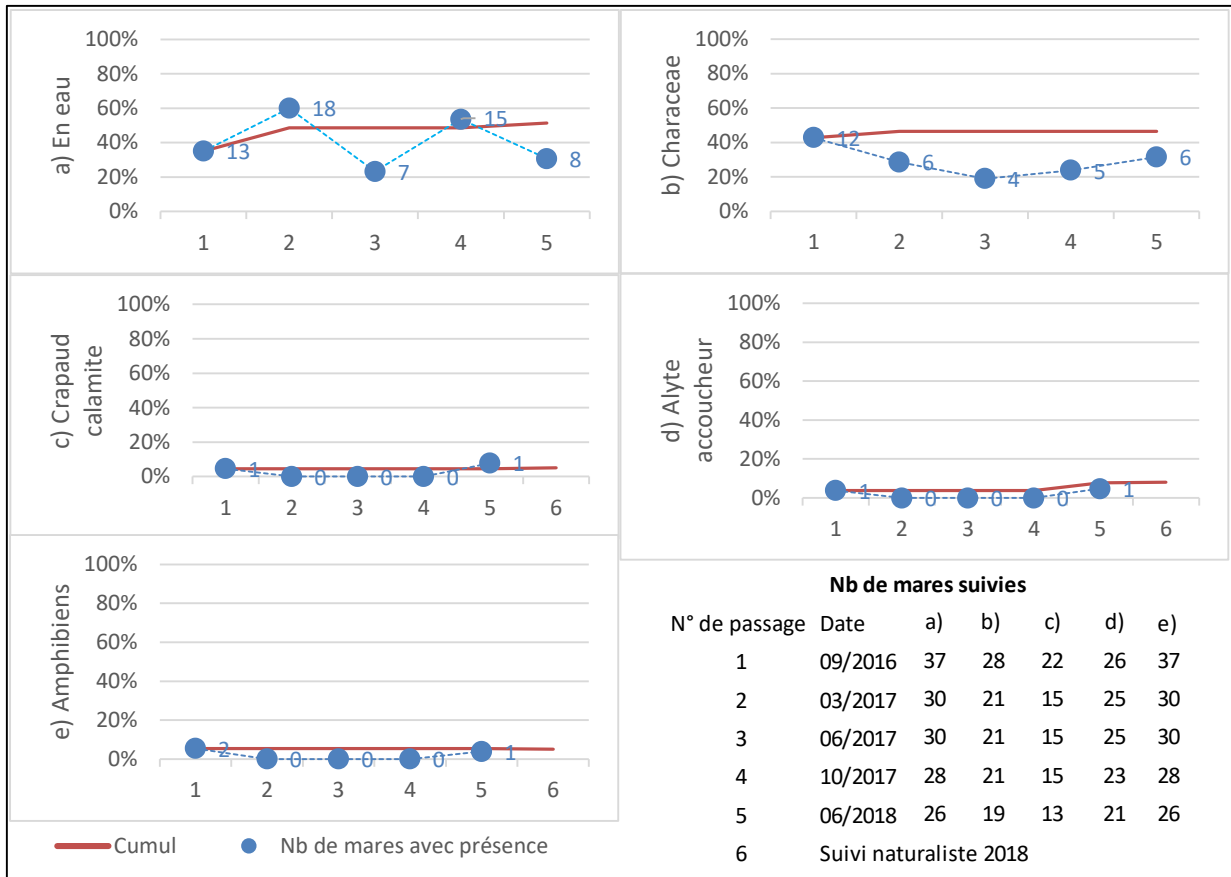 100%
80%
60%
40%
20%
0%
a) En eau
13
18
7
15
8
1 2 3 4 5
100%
80%
60%
40%
20%
0%
b) Characeae
12
6
4
5
6
1 2 3 4 5
100%
80%
60%
40%
20%
0%
c) Crapaud
calamite
1
0
0
0
1
1 2 3 4 5 6
100%
80%
60%
40%
20%
0%
d) Alyte
accoucheur
1
0
0
0
1
1 2 3 4 5 6
100%
80%
60%
40%
20%
0%
e) Amphibiens
2
0
0
0
1
1 2 3 4 5 6
Cumul Nb de mares avec présence
Nb de mares suivies
N° de passage Date a) b) c) d) e)
1 09/2016 37 28 22 26 37
2 03/2017 30 21 15 25 30
3 06/2017 30 21 15 25 30
4 10/2017 28 21 15 23 28
5 06/2018 26 19 13 21 26
6 Suivi naturaliste 2018